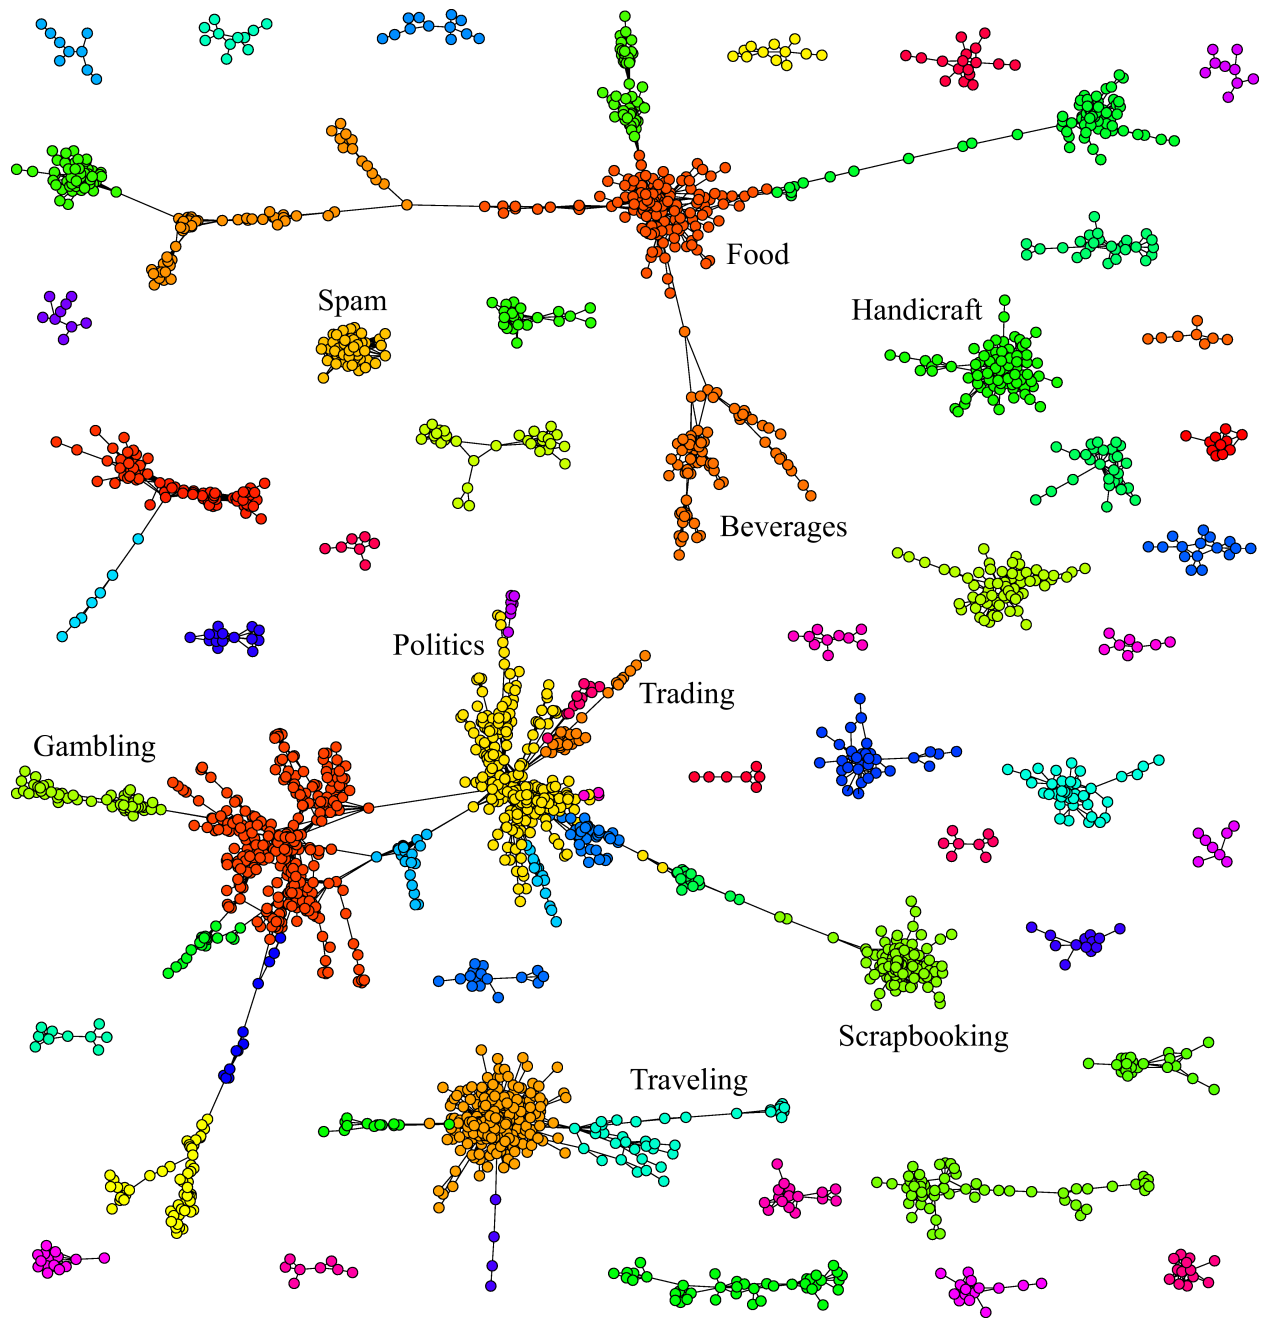 Food
Spam
Handicraft
Beverages
Politics
Trading
Gambling
Scrapbooking
Traveling